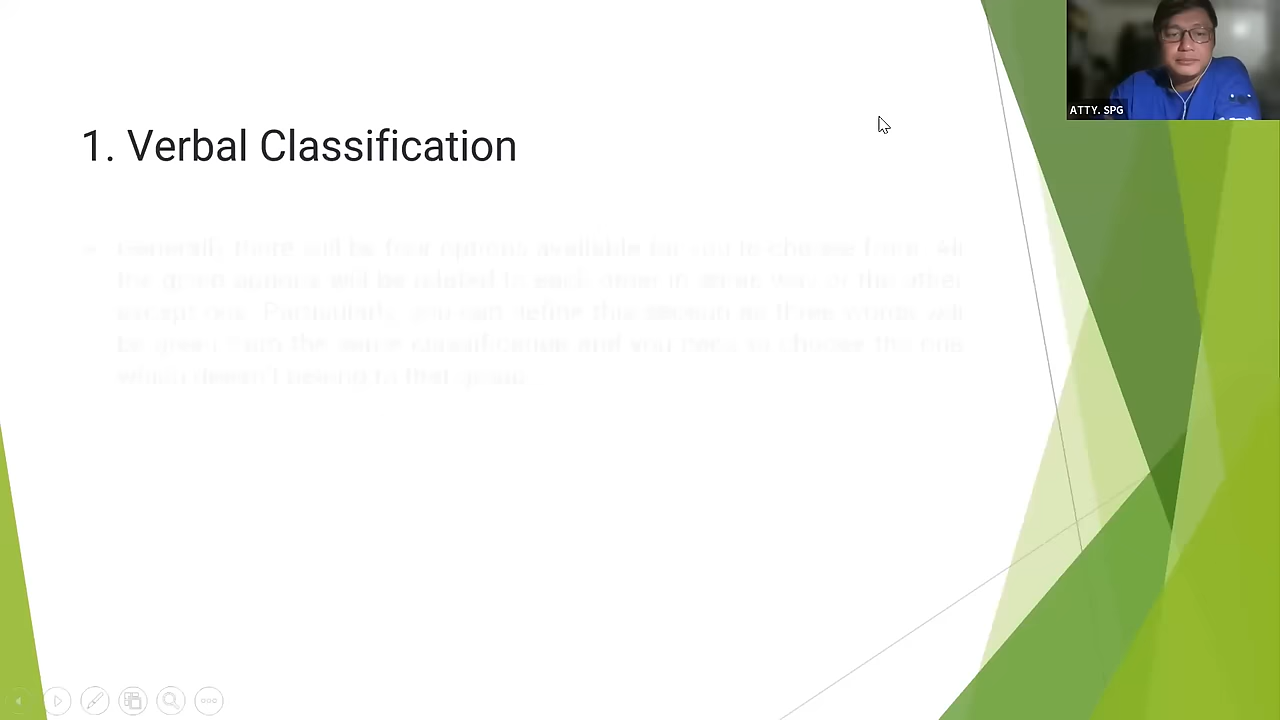 ATTY. SPG
1. Verbal Classification
Generally there will be four options available for you to choose from. All
the given options will be related to each other in some way or the other
except one. Particularly, you can define this section as three words will
be given from the same classification and you need to choose the one
which doesn't belong to that group.